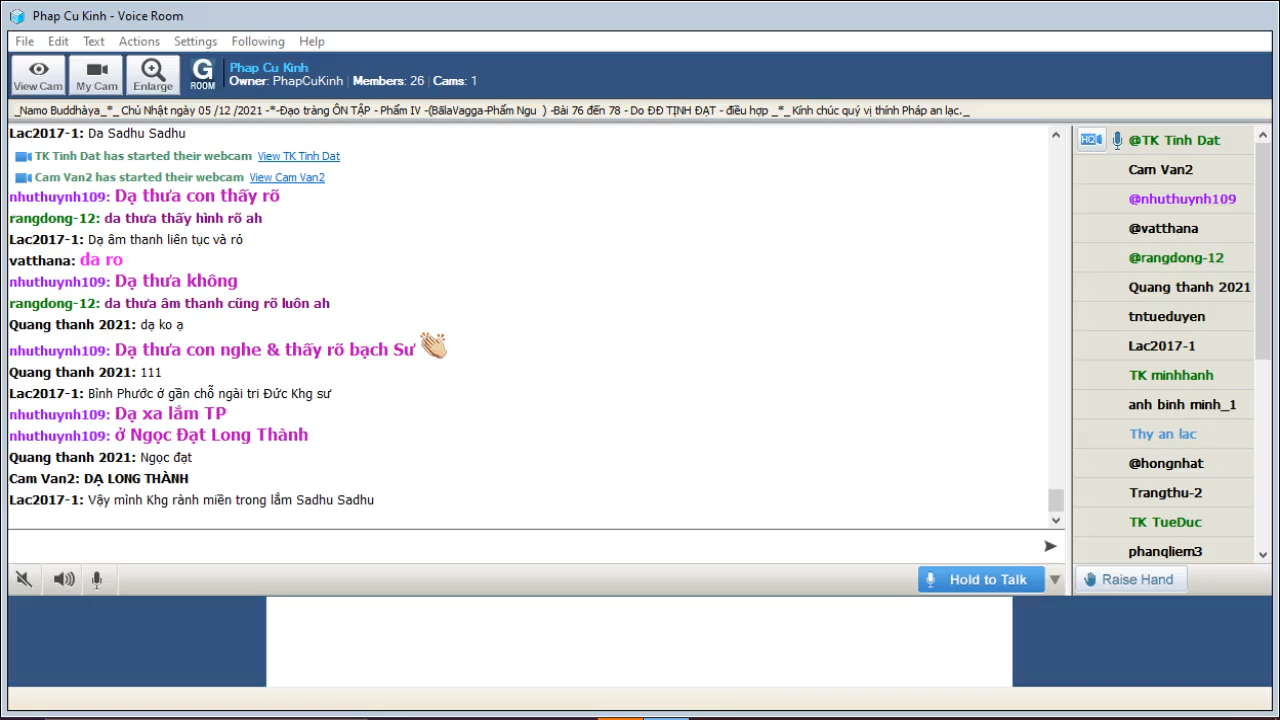 Phap Cu Kinh - Voice Room
File Edit Text Actions Settings Following Help
View Cam My Cam Enlarge G ROOM
Phap Cu Kinh
Owner: PhapCuKinh | Members: 26 | Cams: 1
_Namo Buddhàya_*_ Chủ Nhật ngày 05 /12 /2021 -*-Đạo tràng ÔN TẬP - Phẩm IV -(BãlaVagga-Phẩm Ngu ) -Bài 76 đến 78 - Do ĐĐ TỊNH ĐẠT - điều hợp _*_ Kính chúc quý vị thính Pháp an lạc._
Lac2017-1: Da Sadhu Sadhu
TK Tinh Dat has started their webcam View TK Tinh Dat
Cam Van2 has started their webcam View Cam Van2
nhuthuynh109: Dạ thưa con thấy rõ
rangdong-12: da thưa thấy hình rõ ah
Lac2017-1: Dạ âm thanh liên tục và rỏ
vatthana: da ro
nhuthuynh109: Dạ thưa không
rangdong-12: da thưa âm thanh cũng rõ luôn ah
Quang thanh 2021: dạ ko ạ
nhuthuynh109: Dạ thưa con nghe & thấy rõ bạch Sư
Quang thanh 2021: 111
Lac2017-1: Bình Phước ở gần chỗ ngài tri Đức Khg sư
nhuthuynh109: Dạ xa lắm TP
nhuthuynh109: ở Ngọc Đạt Long Thành
Quang thanh 2021: Ngọc đạt
Cam Van2: DẠ LONG THÀNH
Lac2017-1: Vậy mình Khg rành miền trong lắm Sadhu Sadhu
Hold to Talk
HD @TK Tinh Dat
Cam Van2
@nhuthuynh109
@vatthana
@rangdong-12
Quang thanh 2021
tntueduyen
Lac2017-1
TK minhhanh
anh binh minh_1
Thy an lac
@hongnhat
Trangthu-2
TK TueDuc
phanqliem3
Raise Hand